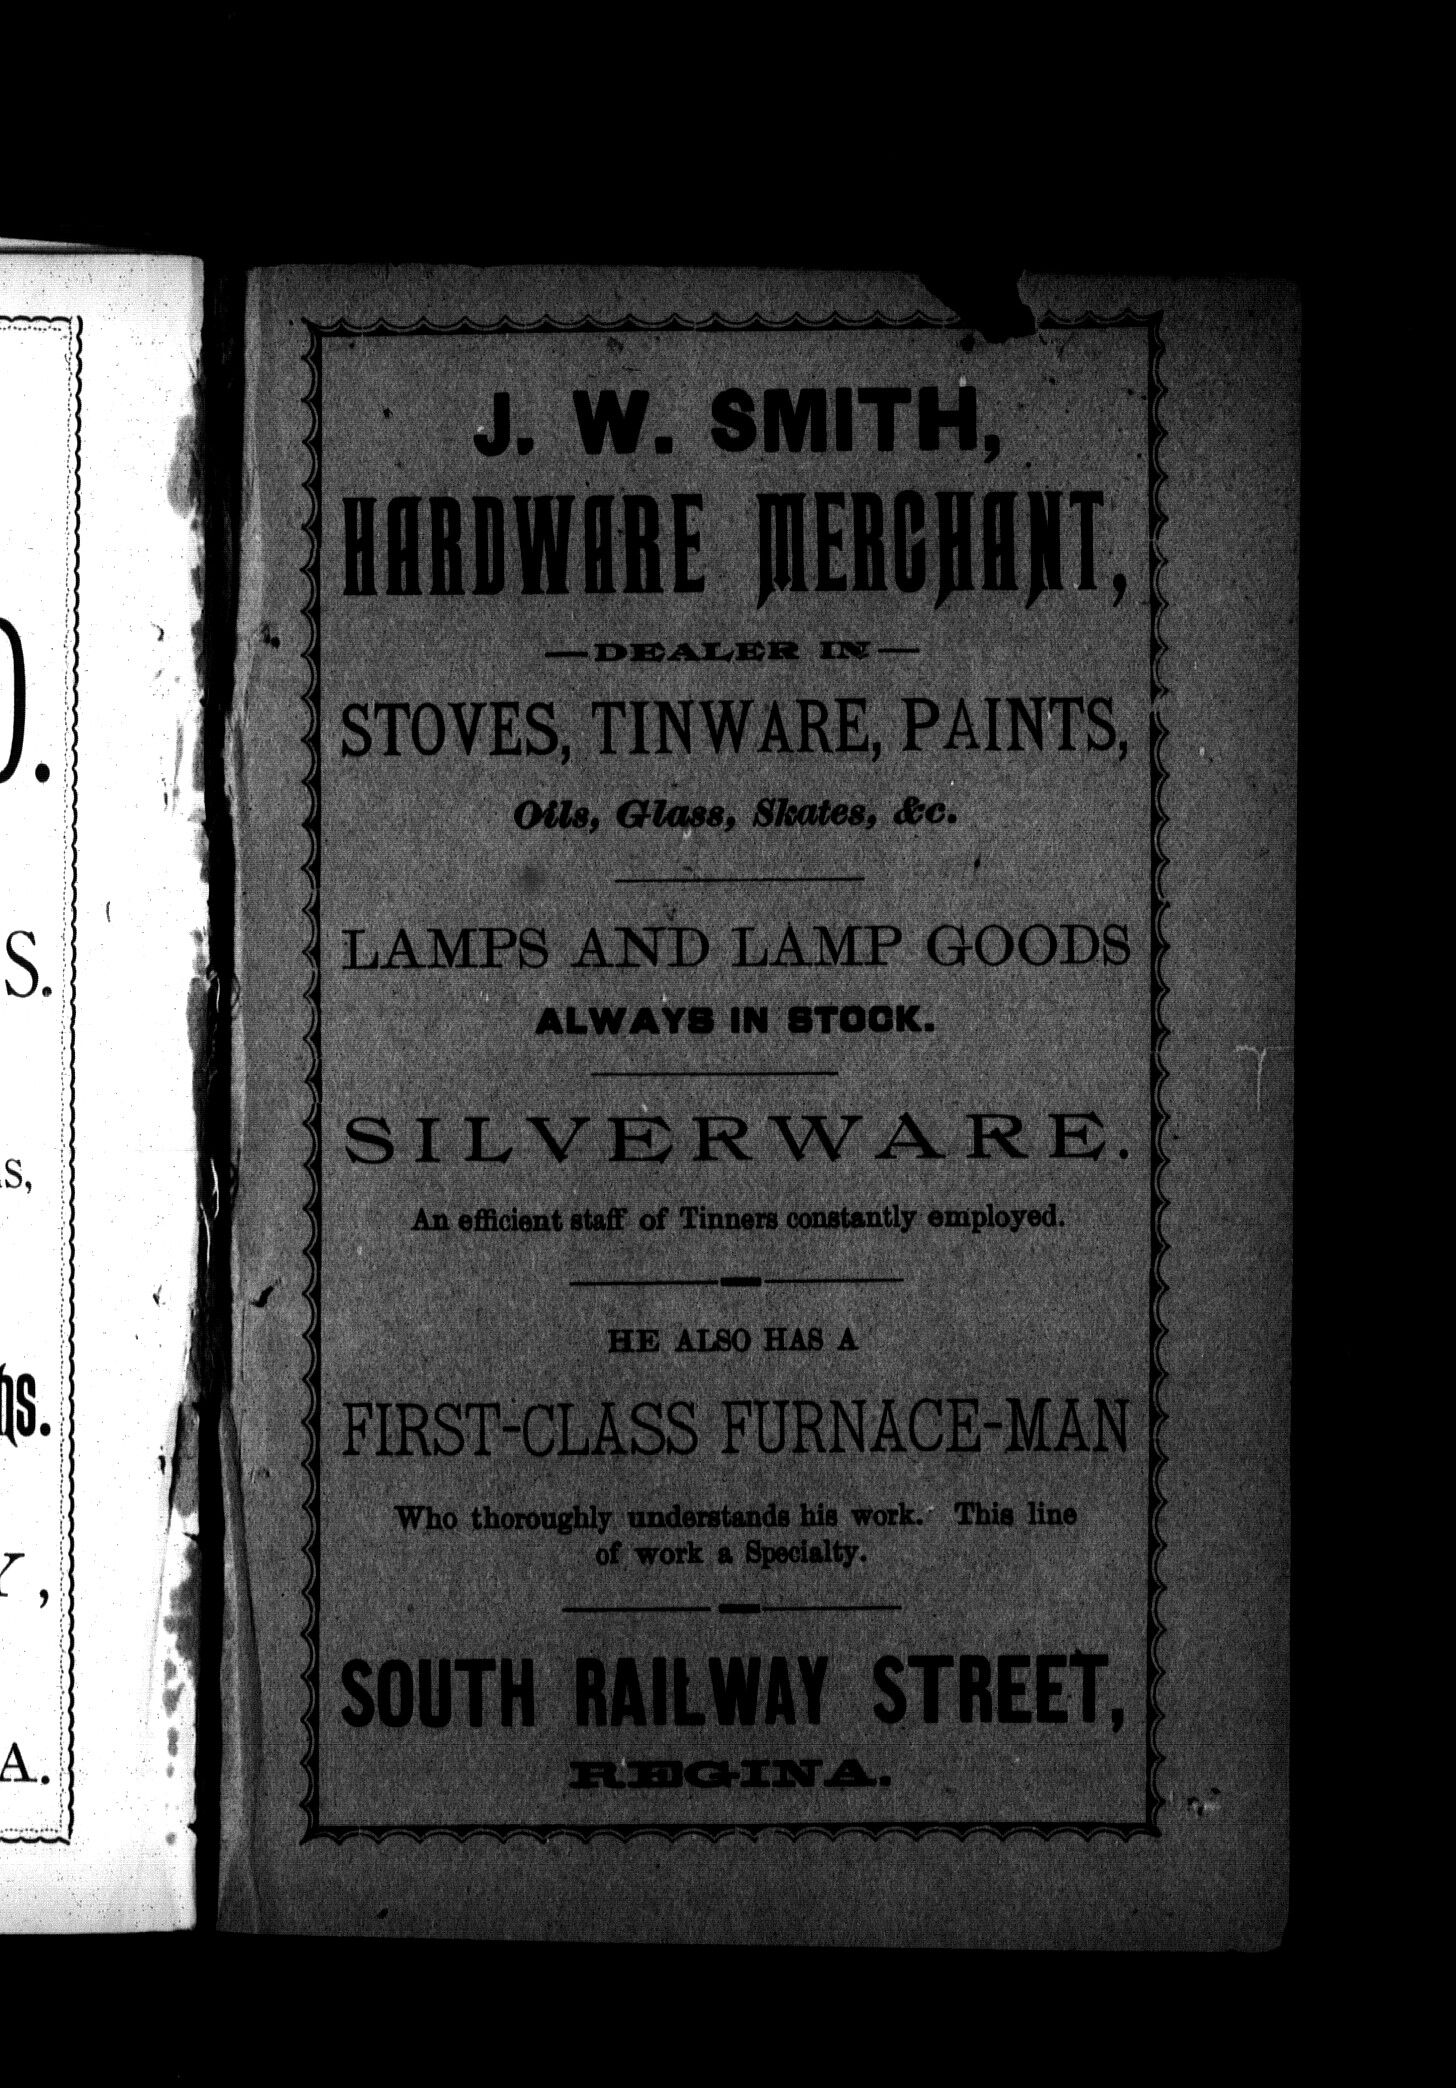 J. W. SMITH,
HARDWARE MERCHANT,
—DEALER IN—
STOVES, TINWARE, PAINTS,
Oils, Glass, Skates, &c.
LAMPS AND LAMP GOODS
ALWAYS IN STOCK.
SILVERWARE.
An efficient staff of Tinners constantly employed.
HE ALSO HAS A
FIRST-CLASS FURNACE-MAN
Who thoroughly understands his work. This line
of work a Specialty.
SOUTH RAILWAY STREET,
REGINA.